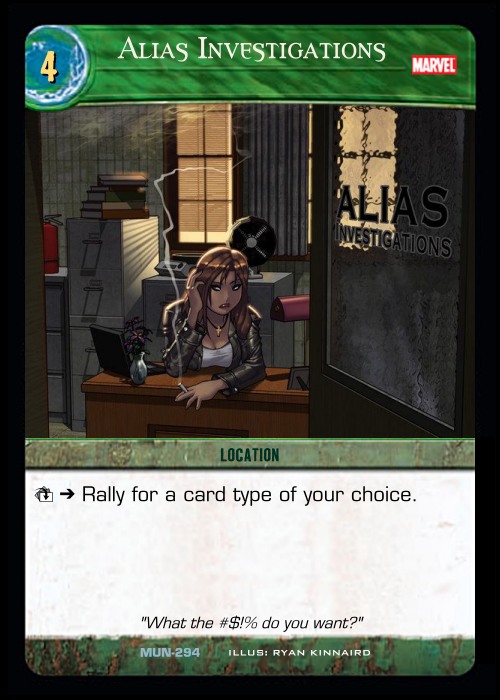 4
Alias Investigations
MARVEL
ALIAS
INVESTIGATIONS
LOCATION
➔ Rally for a card type of your choice.
"What the #$!% do you want?"
MUN-294 ILLUS: RYAN KINNAIRD